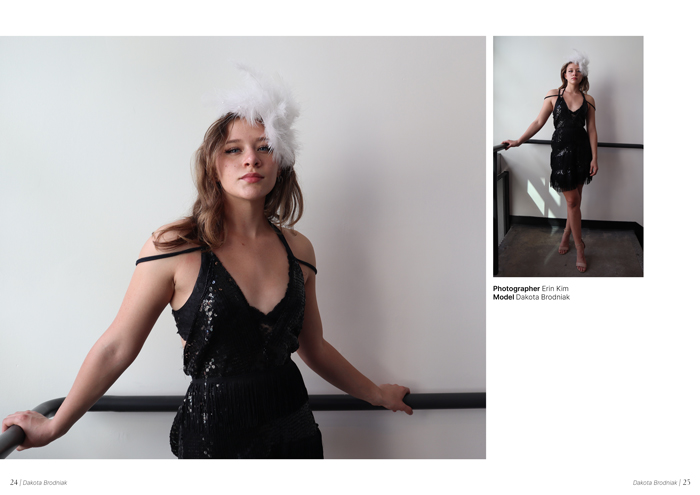 Photographer Erin Kim
Model Dakota Brodniak
24 | Dakota Brodniak
Dakota Brodniak | 25